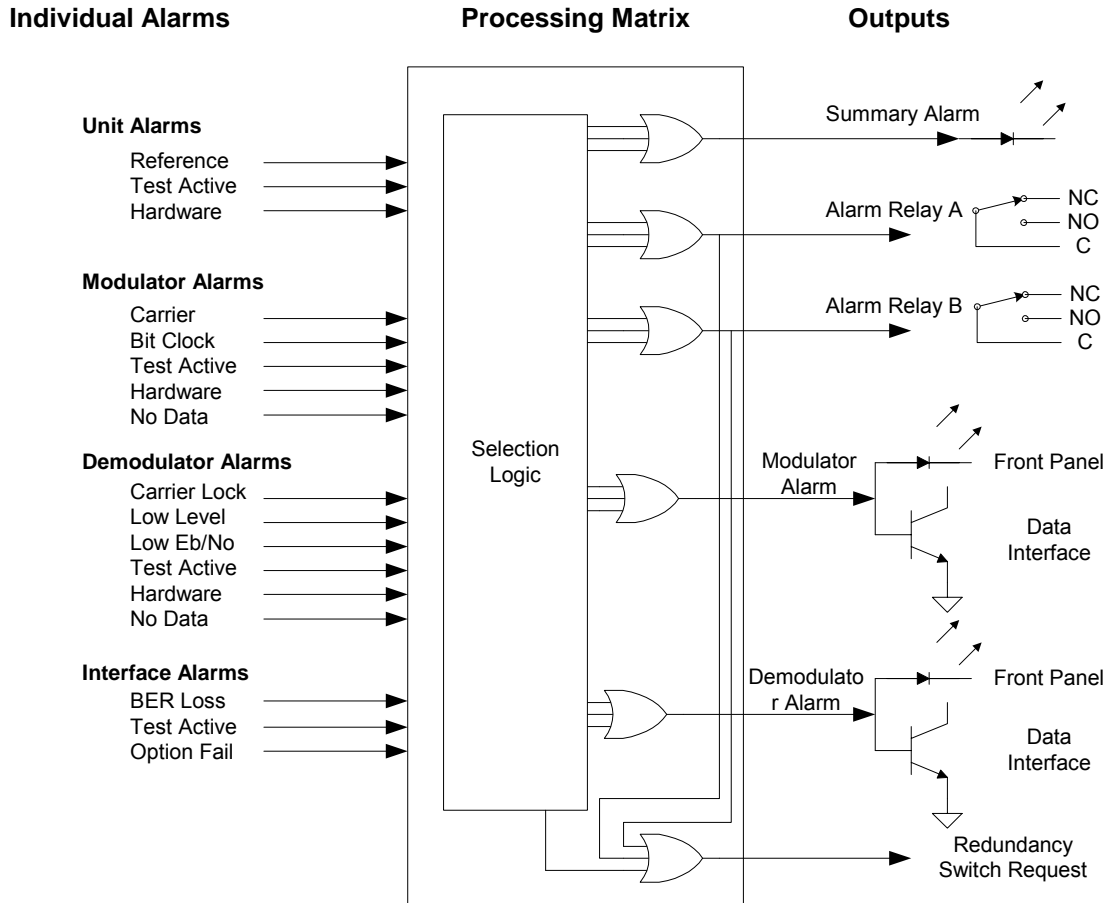 Individual Alarms
Processing Matrix
Outputs
Unit Alarms
Reference
Test Active
Hardware
Modulator Alarms
Carrier
Bit Clock
Test Active
Hardware
No Data
Demodulator Alarms
Carrier Lock
Low Level
Low Eb/No
Test Active
Hardware
No Data
Interface Alarms
BER Loss
Test Active
Option Fail
Selection
Logic
Summary Alarm
Alarm Relay A
NC
NO
C
Alarm Relay B
NC
NO
C
Modulator
Alarm
Front Panel
Data
Interface
Demodulato
r Alarm
Front Panel
Data
Interface
Redundancy
Switch Request